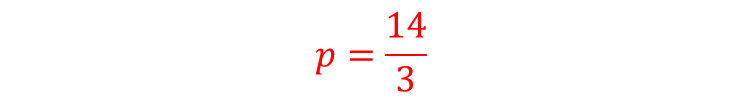 p = 14/3